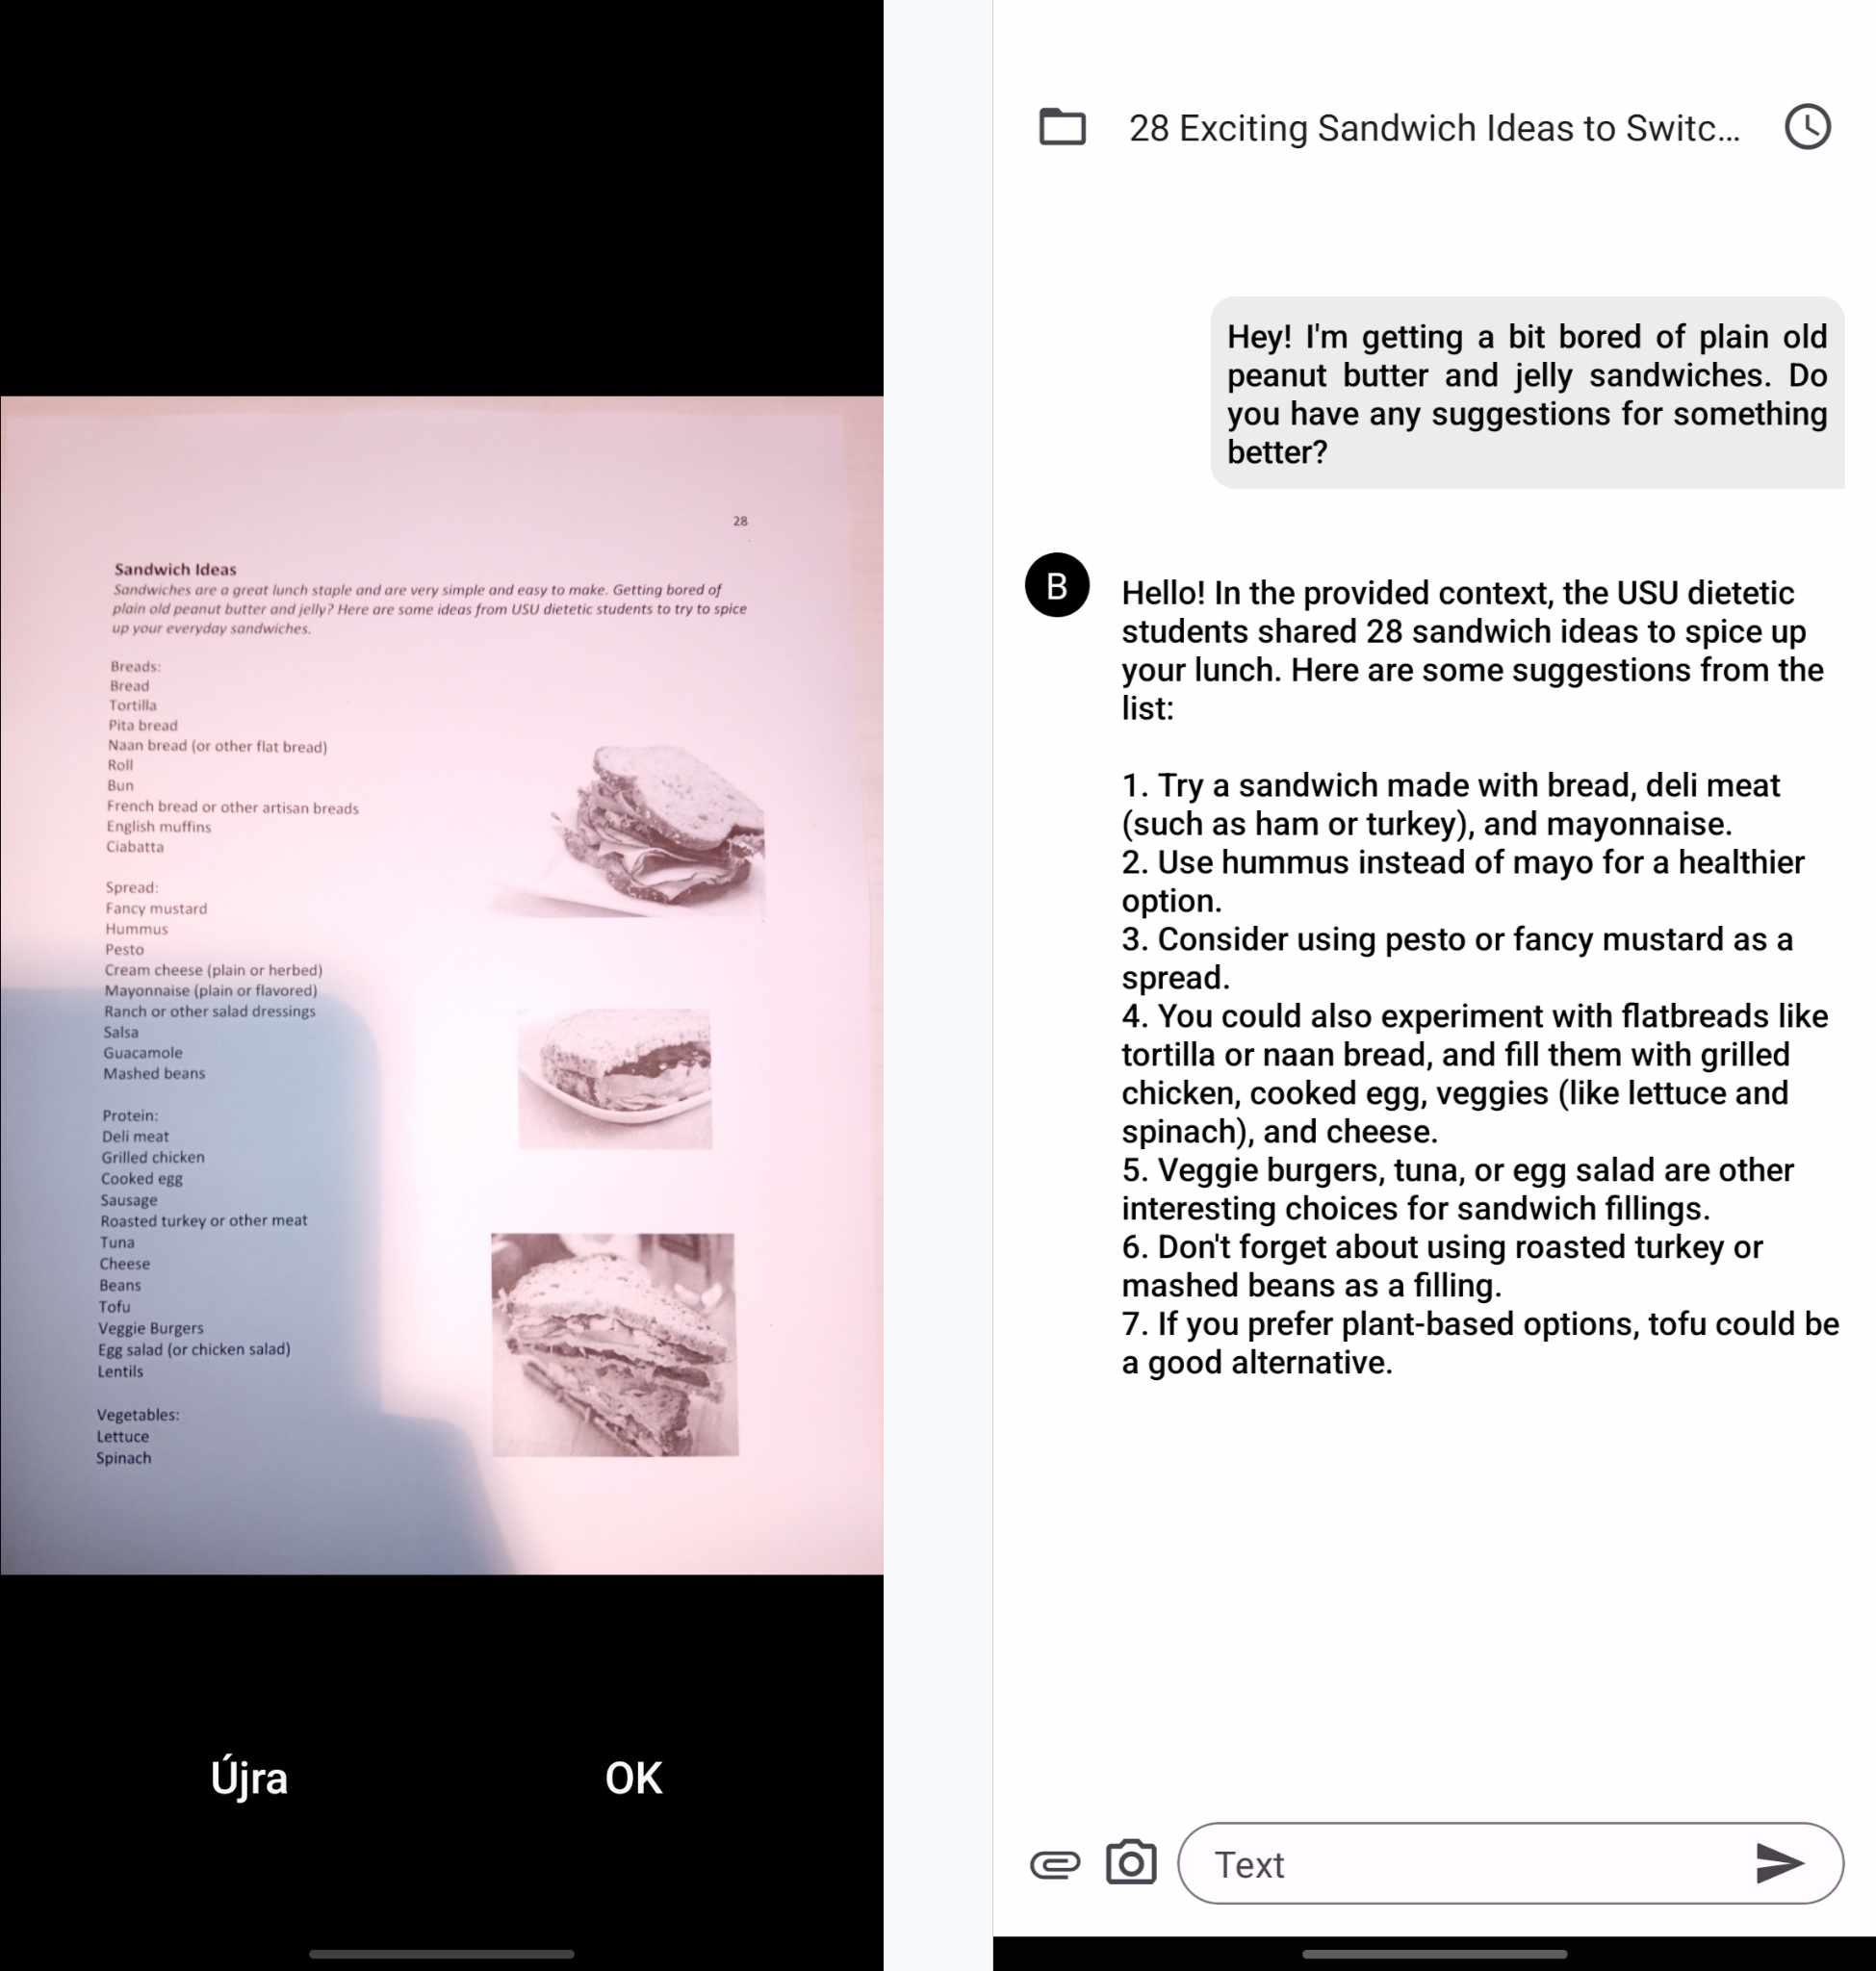 28
Sandwich Ideas
Sandwiches are a great lunch staple and are very simple and easy to make. Getting bored of
plain old peanut butter and jelly? Here are some ideas from USU dietetic students to try to spice
up your everyday sandwiches.
Breads:
Bread
Tortilla
Pita bread
Naan bread (or other flat bread)
Roll
Bun
French bread or other artisan breads
English muffins
Ciabatta
Spread:
Fancy mustard
Hummus
Pesto
Cream cheese (plain or herbed)
Mayonnaise (plain or flavored)
Ranch or other salad dressings
Salsa
Guacamole
Mashed beans
Protein:
Deli meat
Grilled chicken
Cooked egg
Sausage
Roasted turkey or other meat
Tuna
Cheese
Beans
Tofu
Veggie Burgers
Egg salad (or chicken salad)
Lentils
Vegetables:
Lettuce
Spinach
Újra
OK
28 Exciting Sandwich Ideas to Switc...
Hey! I'm getting a bit bored of plain old
peanut butter and jelly sandwiches. Do
you have any suggestions for something
better?
B
Hello! In the provided context, the USU dietetic
students shared 28 sandwich ideas to spice up
your lunch. Here are some suggestions from the
list:
1. Try a sandwich made with bread, deli meat
(such as ham or turkey), and mayonnaise.
2. Use hummus instead of mayo for a healthier
option.
3. Consider using pesto or fancy mustard as a
spread.
4. You could also experiment with flatbreads like
tortilla or naan bread, and fill them with grilled
chicken, cooked egg, veggies (like lettuce and
spinach), and cheese.
5. Veggie burgers, tuna, or egg salad are other
interesting choices for sandwich fillings.
6. Don't forget about using roasted turkey or
mashed beans as a filling.
7. If you prefer plant-based options, tofu could be
a good alternative.
Text